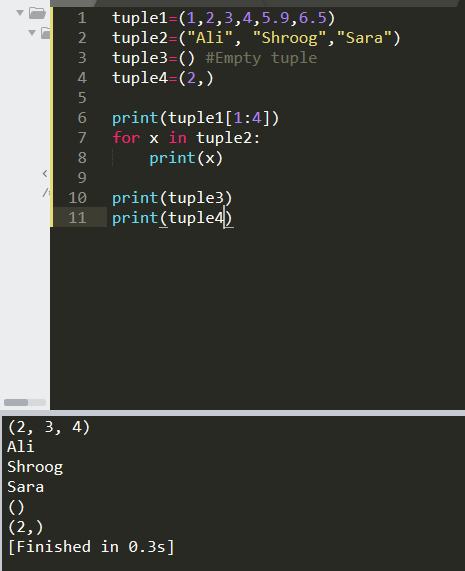 1 tuple1=(1,2,3,4,5.9,6.5)
2 tuple2=("Ali", "Shroog","Sara")
3 tuple3=() #Empty tuple
4 tuple4=(2,)
5
6 print(tuple1[1:4])
7 for x in tuple2:
8     print(x)
9
10 print(tuple3)
11 print(tuple4)
(2, 3, 4)
Ali
Shroog
Sara
()
(2,)
[Finished in 0.3s]